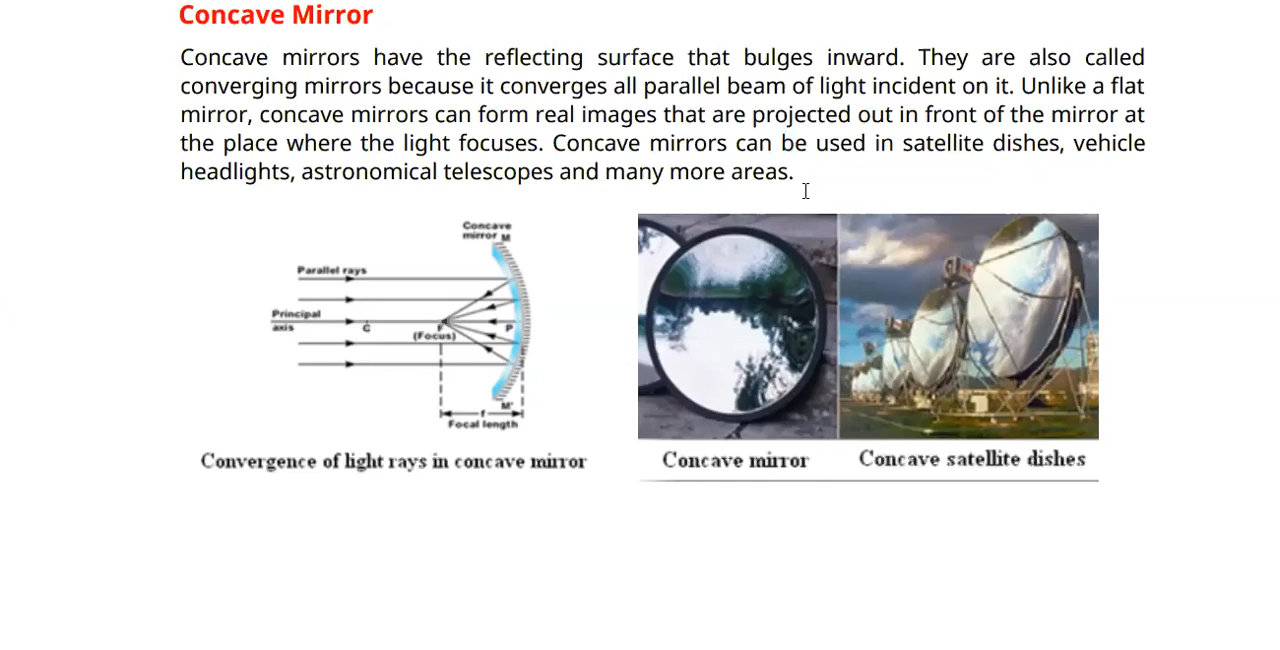 Concave Mirror
Concave mirrors have the reflecting surface that bulges inward. They are also called
converging mirrors because it converges all parallel beam of light incident on it. Unlike a flat
mirror, concave mirrors can form real images that are projected out in front of the mirror at
the place where the light focuses. Concave mirrors can be used in satellite dishes, vehicle
headlights, astronomical telescopes and many more areas.
Concave
mirror M
Parallel rays
Principal
axis
C
F
(Focus)
P
M'
f
Focal length
Convergence of light rays in concave mirror
Concave mirror
Concave satellite dishes